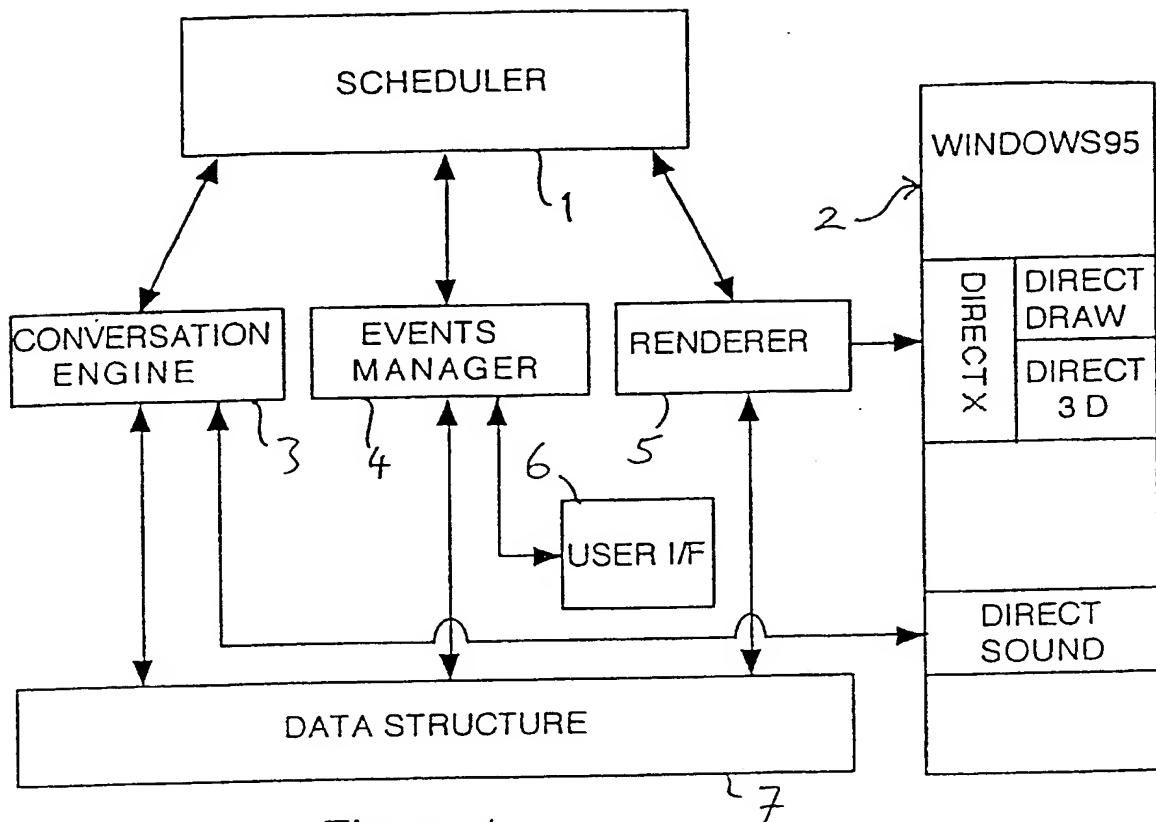 SCHEDULER
1
WINDOWS95
2
DIRECT X
DIRECT
DRAW
DIRECT
3 D
CONVERSATION
ENGINE
3
EVENTS
MANAGER
4
RENDERER
5
6
USER I/F
DIRECT
SOUND
DATA STRUCTURE
7